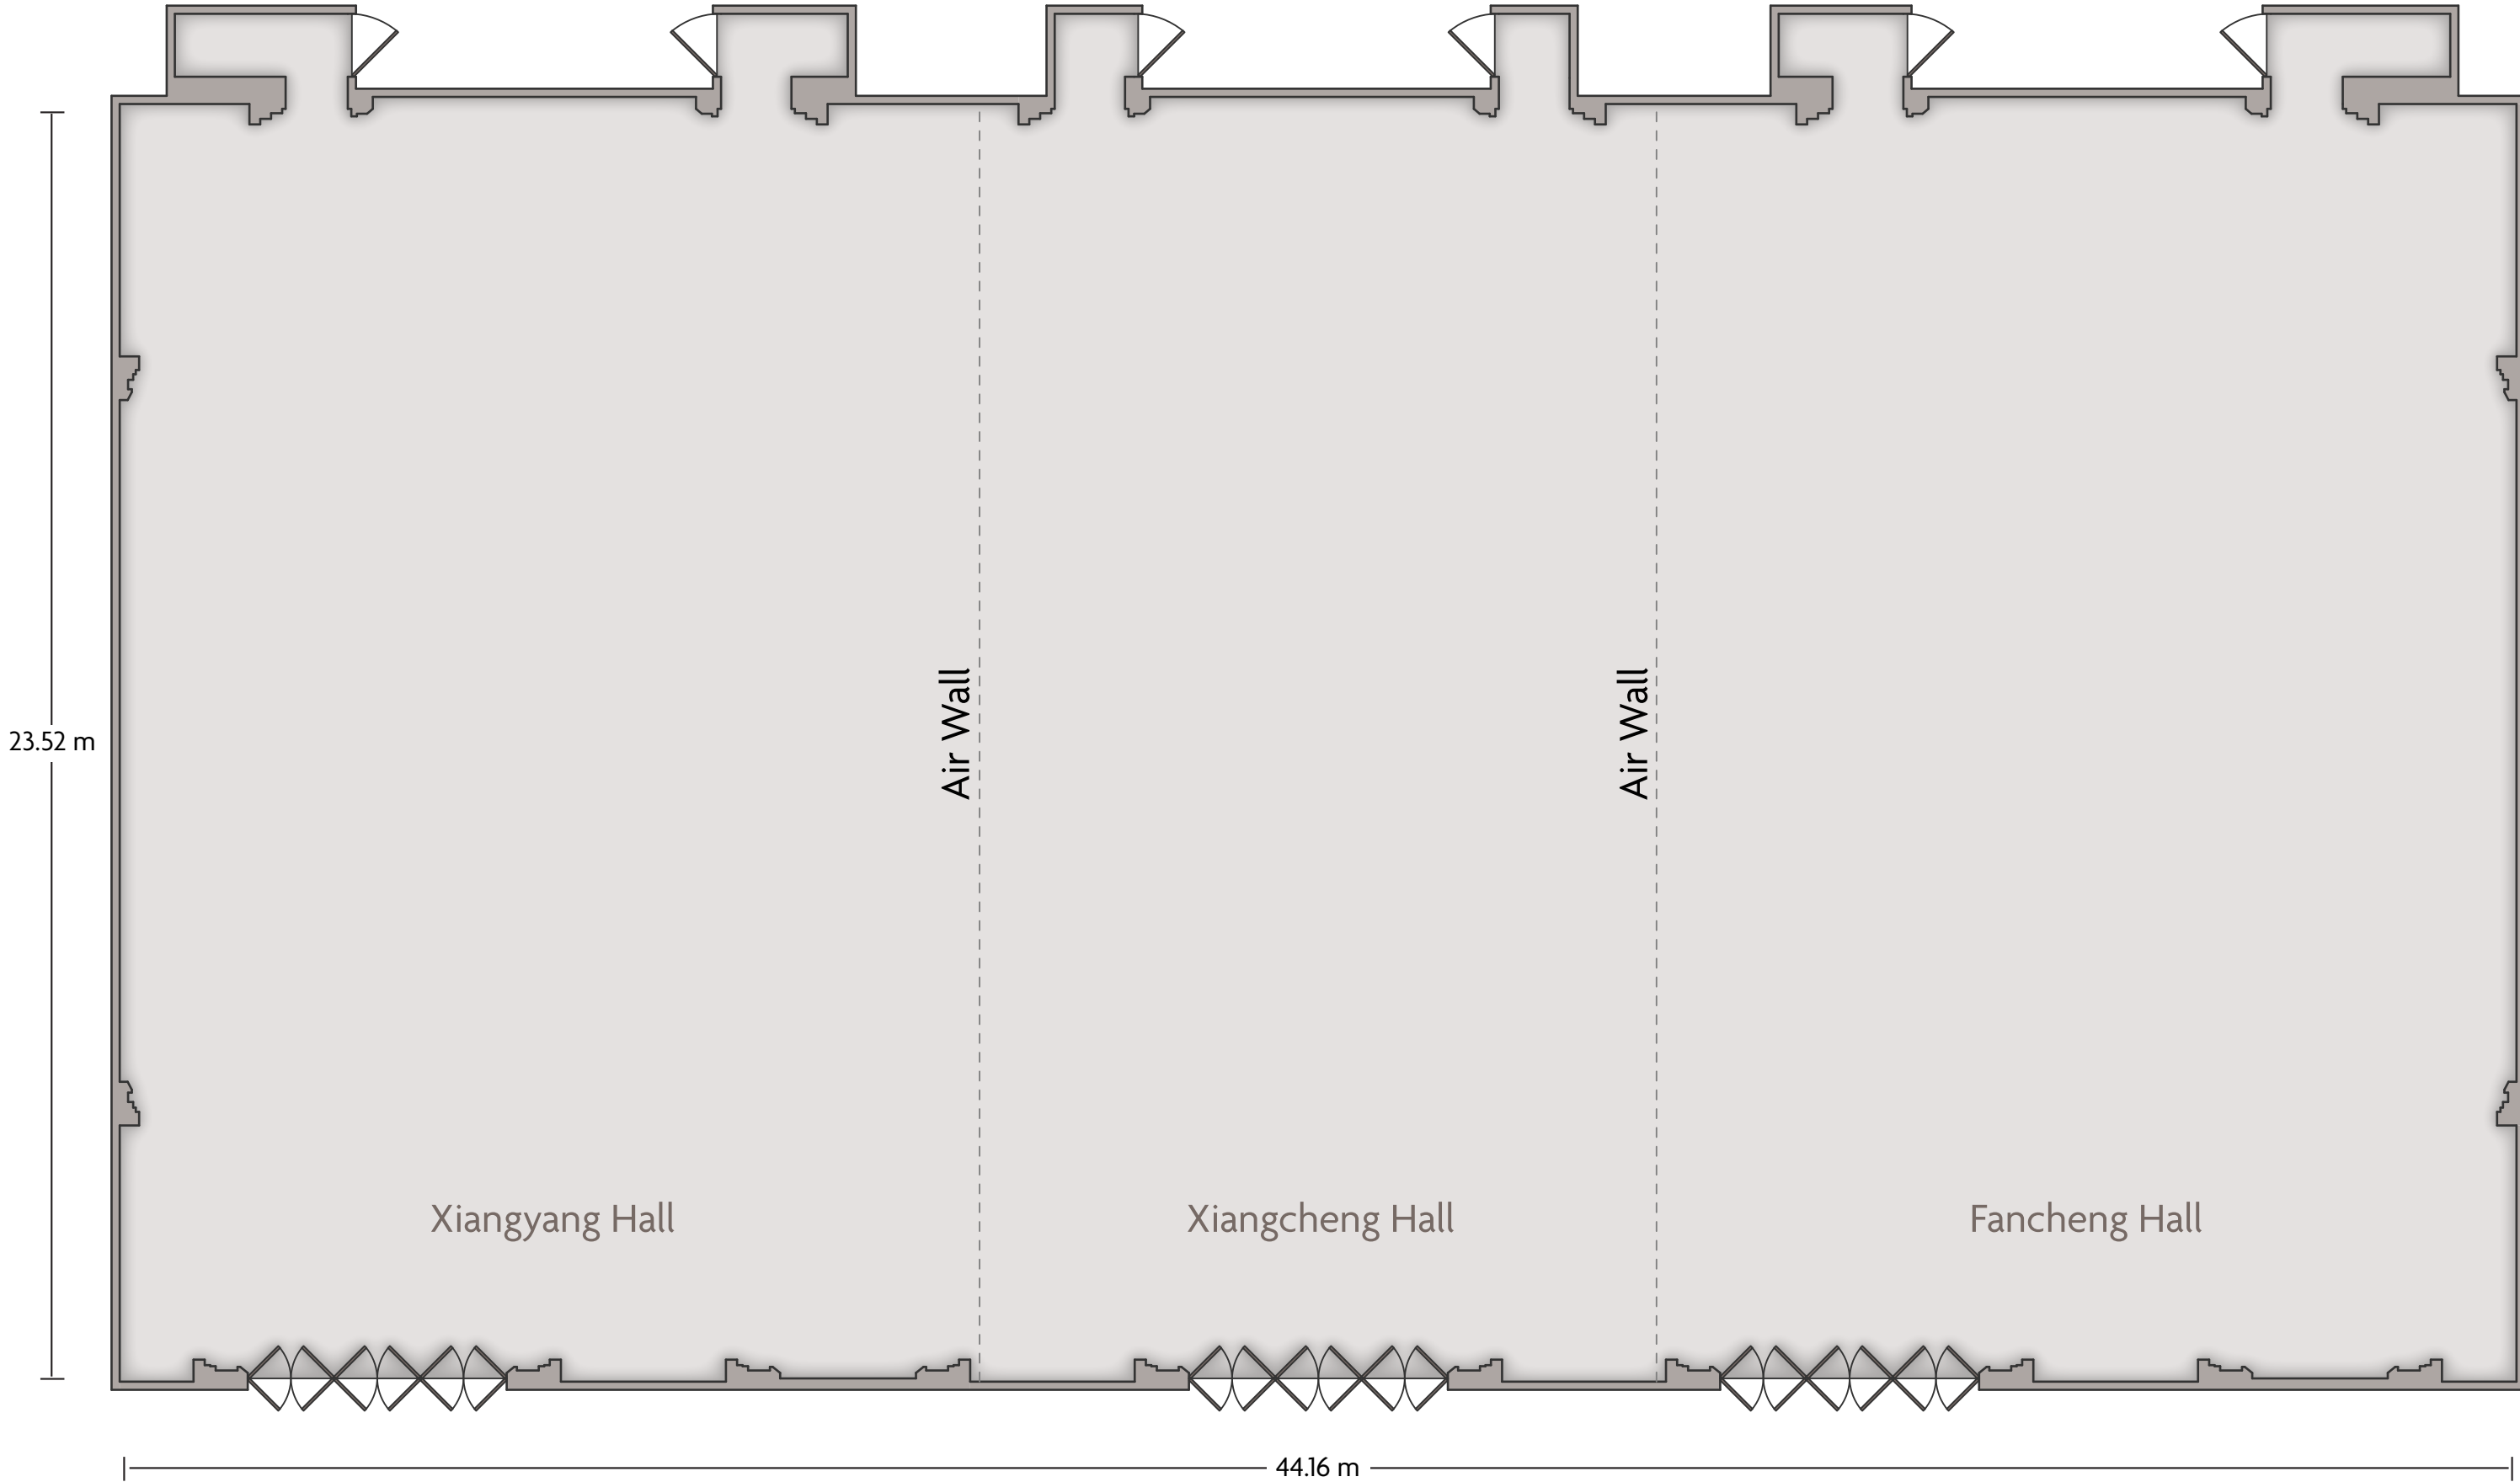 Air Wall
Air Wall
23.52 m
Xiangyang Hall
Xiangcheng Hall
Fancheng Hall
44.16 m